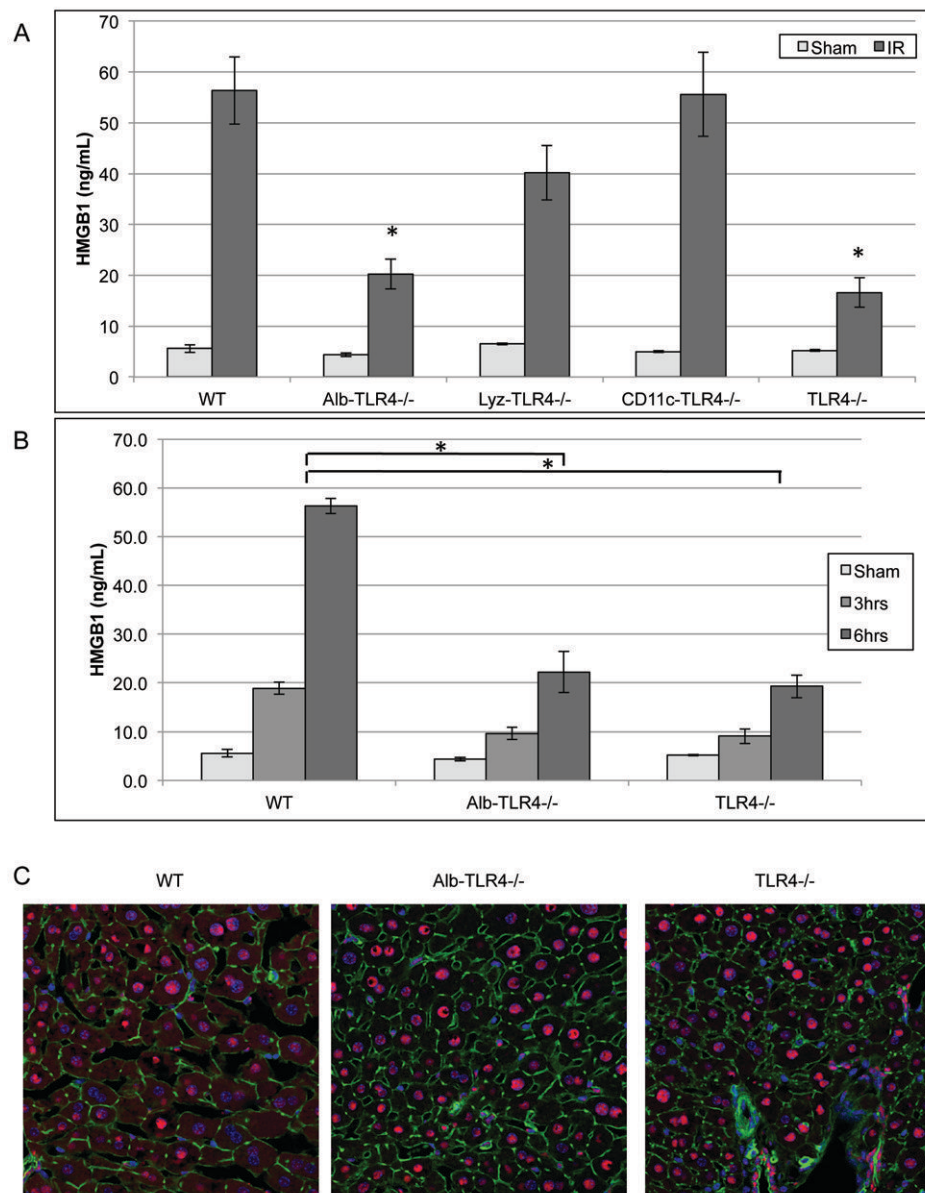 A
70
60
50
40
30
20
10
0
HMGB1 (ng/mL)
Sham IR
*
*
WT Alb-TLR4-/- Lyz-TLR4-/- CD11c-TLR4-/- TLR4-/-
B
70.0
60.0
50.0
40.0
30.0
20.0
10.0
0.0
HMGB1 (ng/mL)
*
*
Sham
3hrs
6hrs
WT Alb-TLR4-/- TLR4-/-
C
WT Alb-TLR4-/- TLR4-/-